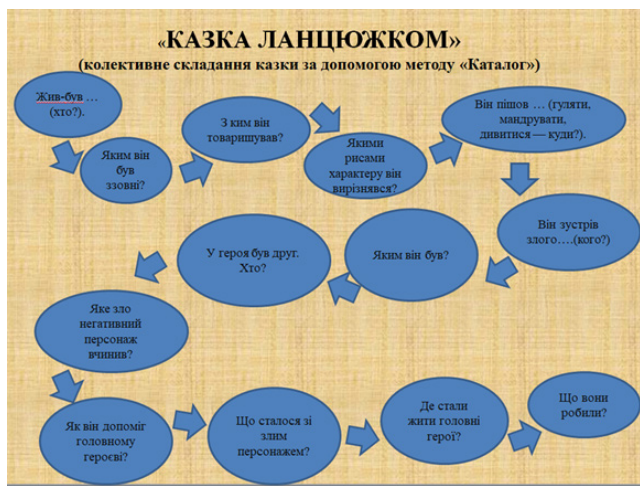 «КАЗКА ЛАНЦЮЖКОМ»
(колективне складання казки за допомогою методу «Каталог»)
Жив-був …
(хто?).
Яким він
був
ззовні?
З ким він
товаришував?
Якими
рисами
характеру він
вирізнявся?
Він пішов … (гуляти,
мандрувати,
дивитися — куди?).
Він зустрів
злого….(кого?)
Яким він був?
У героя був друг.
Хто?
Яке зло
негативний
персонаж
вчинив?
Як він допоміг
головному
героєві?
Що сталося зі
злим
персонажем?
Де стали
жити головні
герої?
Що вони
робили?